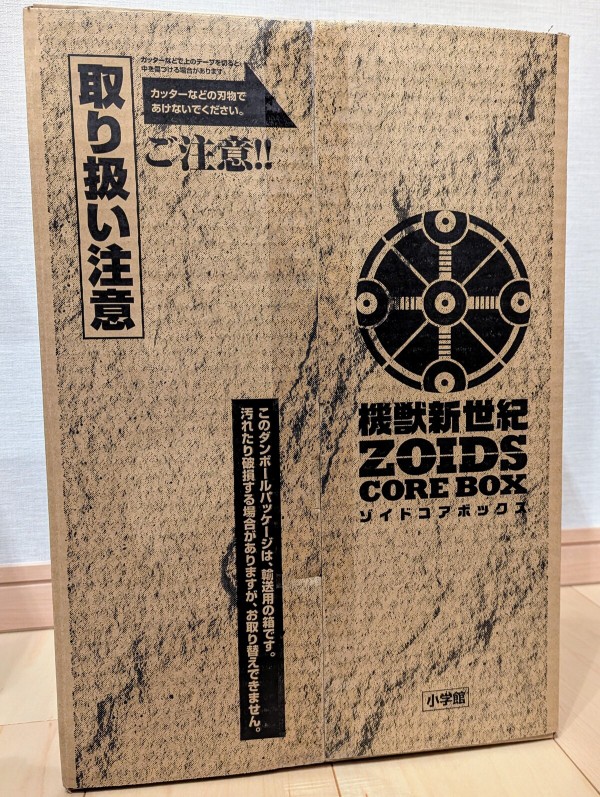 取り扱い注意
カッターなどで上のテープを切ると、
中を傷つける場合があります。
カッターなどの刃物で
あけないでください。
ご注意!!
機獣新世紀
ZOIDS
CORE BOX
ゾイドコアボックス
このダンボールパッケージは、輸送用の箱です。
汚れたり破損する場合がありますが、お取り替えできません。
小学館